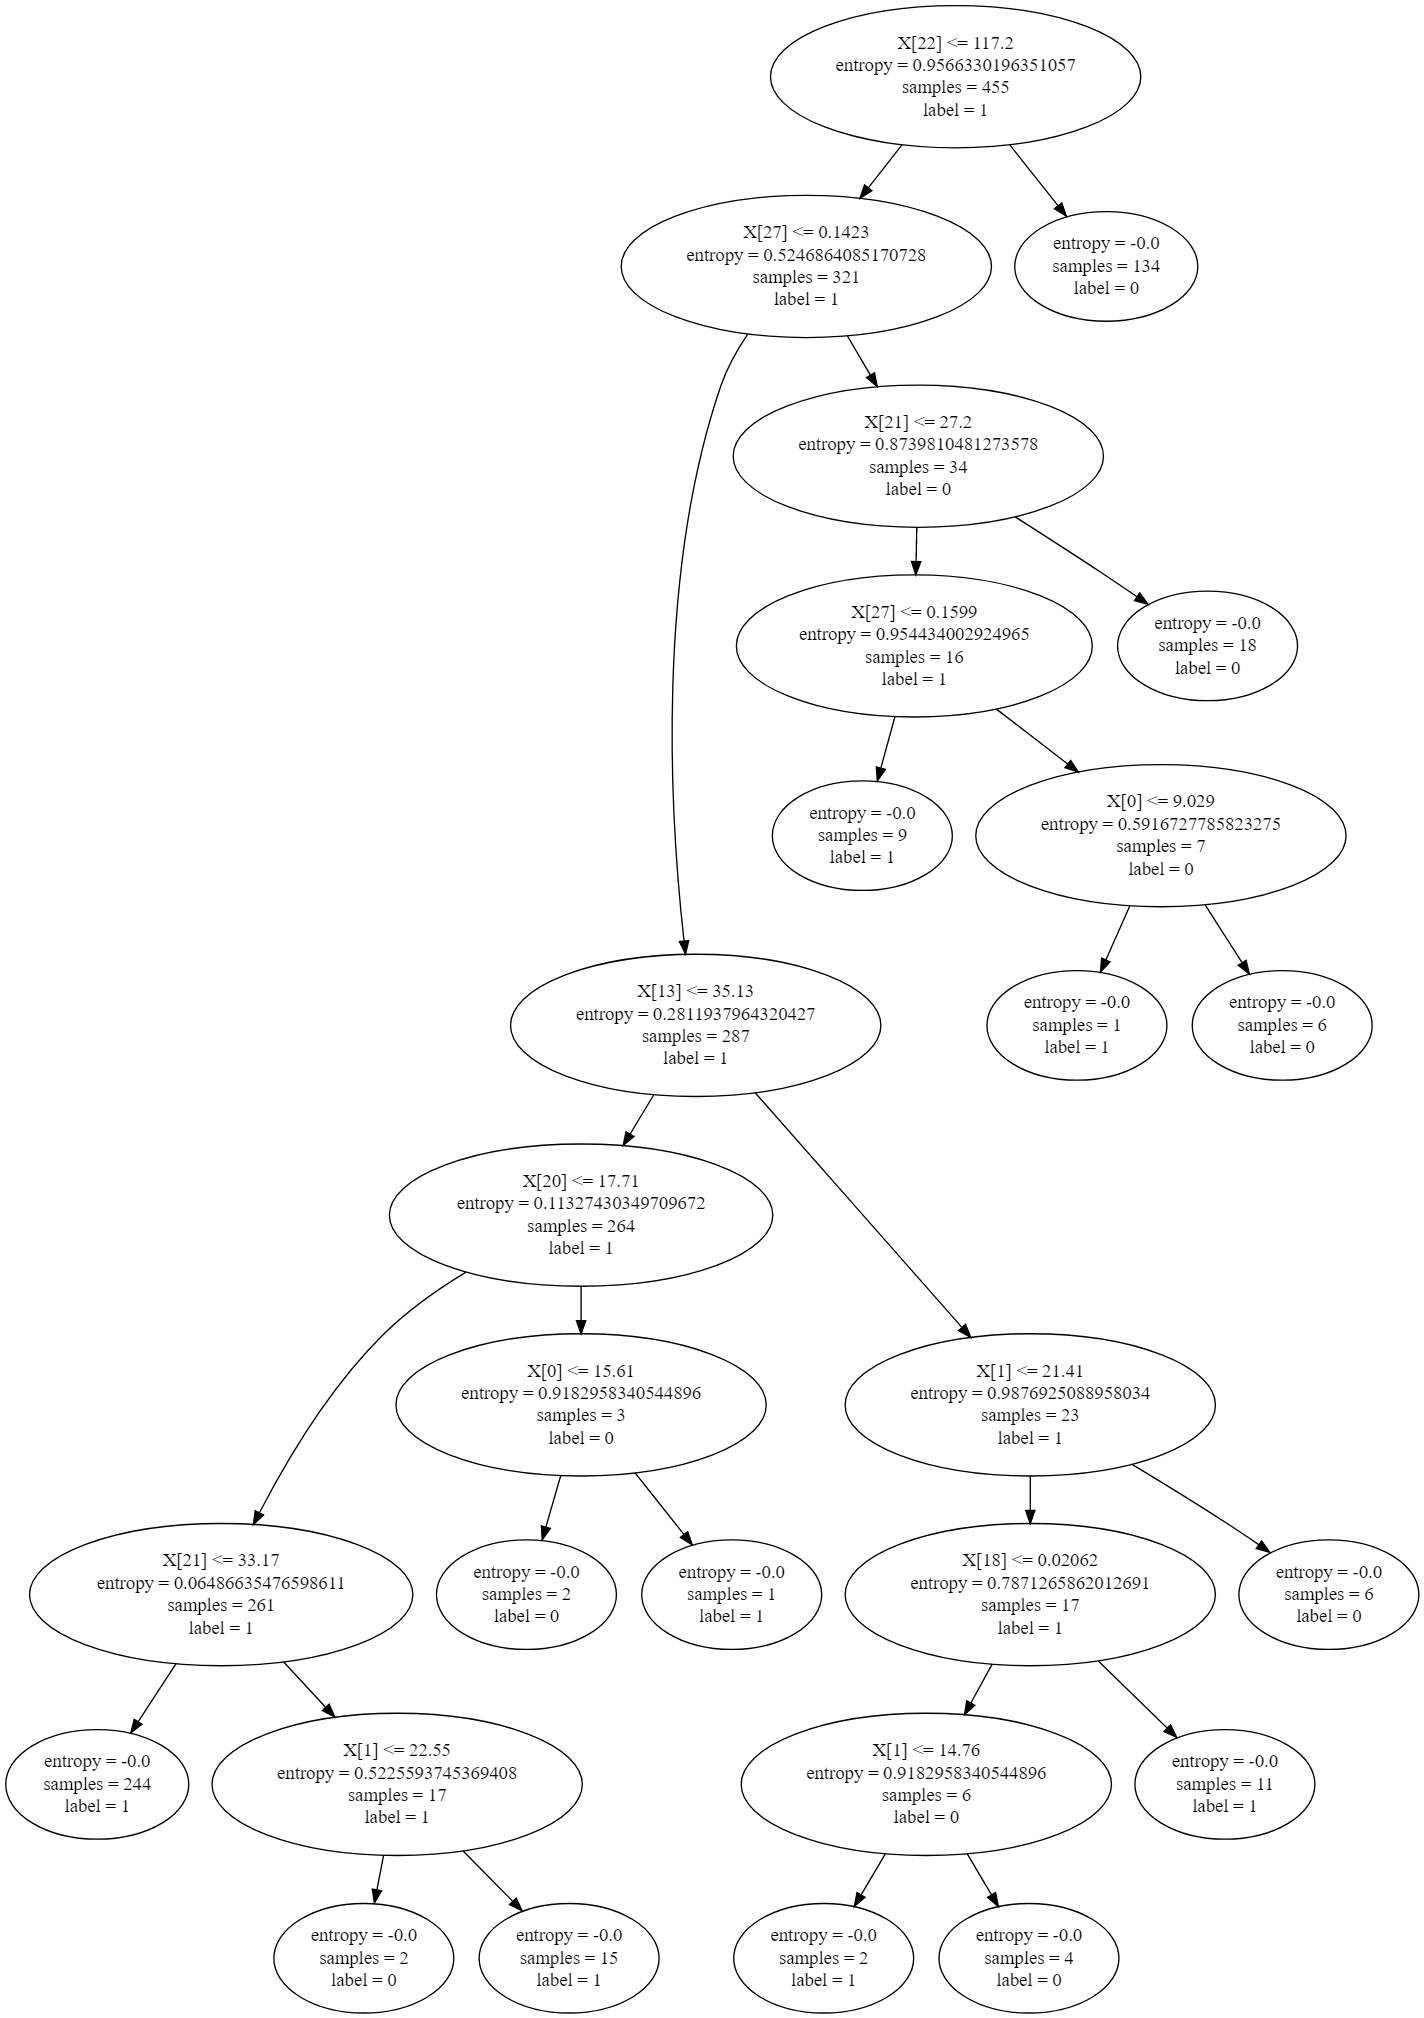 X[22] <= 117.2
entropy = 0.9566330196351057
samples = 455
label = 1
X[27] <= 0.1423
entropy = 0.5246864085170728
samples = 321
label = 1
entropy = -0.0
samples = 134
label = 0
X[21] <= 27.2
entropy = 0.8739810481273578
samples = 34
label = 0
X[27] <= 0.1599
entropy = 0.954434002924965
samples = 16
label = 1
entropy = -0.0
samples = 18
label = 0
entropy = -0.0
samples = 9
label = 1
X[0] <= 9.029
entropy = 0.5916727785823275
samples = 7
label = 0
X[13] <= 35.13
entropy = 0.2811937964320427
samples = 287
label = 1
entropy = -0.0
samples = 1
label = 1
entropy = -0.0
samples = 6
label = 0
X[20] <= 17.71
entropy = 0.11327430349709672
samples = 264
label = 1
X[0] <= 15.61
entropy = 0.9182958340544896
samples = 3
label = 0
X[1] <= 21.41
entropy = 0.9876925088958034
samples = 23
label = 1
X[21] <= 33.17
entropy = 0.06486635476598611
samples = 261
label = 1
entropy = -0.0
samples = 2
label = 0
entropy = -0.0
samples = 1
label = 1
X[18] <= 0.02062
entropy = 0.7871265862012691
samples = 17
label = 1
entropy = -0.0
samples = 6
label = 0
entropy = -0.0
samples = 244
label = 1
X[1] <= 22.55
entropy = 0.5225593745369408
samples = 17
label = 1
X[1] <= 14.76
entropy = 0.9182958340544896
samples = 6
label = 0
entropy = -0.0
samples = 11
label = 1
entropy = -0.0
samples = 2
label = 0
entropy = -0.0
samples = 15
label = 1
entropy = -0.0
samples = 2
label = 1
entropy = -0.0
samples = 4
label = 0